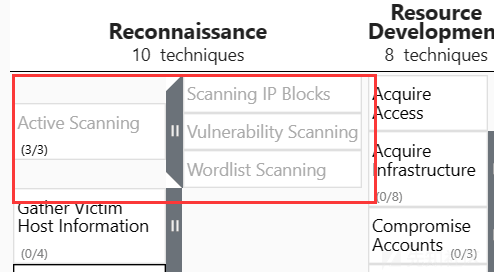 Reconnaissance
10 techniques
Resource
Developmen
8 techniques
Active Scanning
(3/3)
Scanning IP Blocks
Vulnerability Scanning
Wordlist Scanning
Gather Victim
Host Information
(0/4)
Acquire
Access
Acquire
Infrastructure
(0/8)
Compromise
Accounts
(0/3)